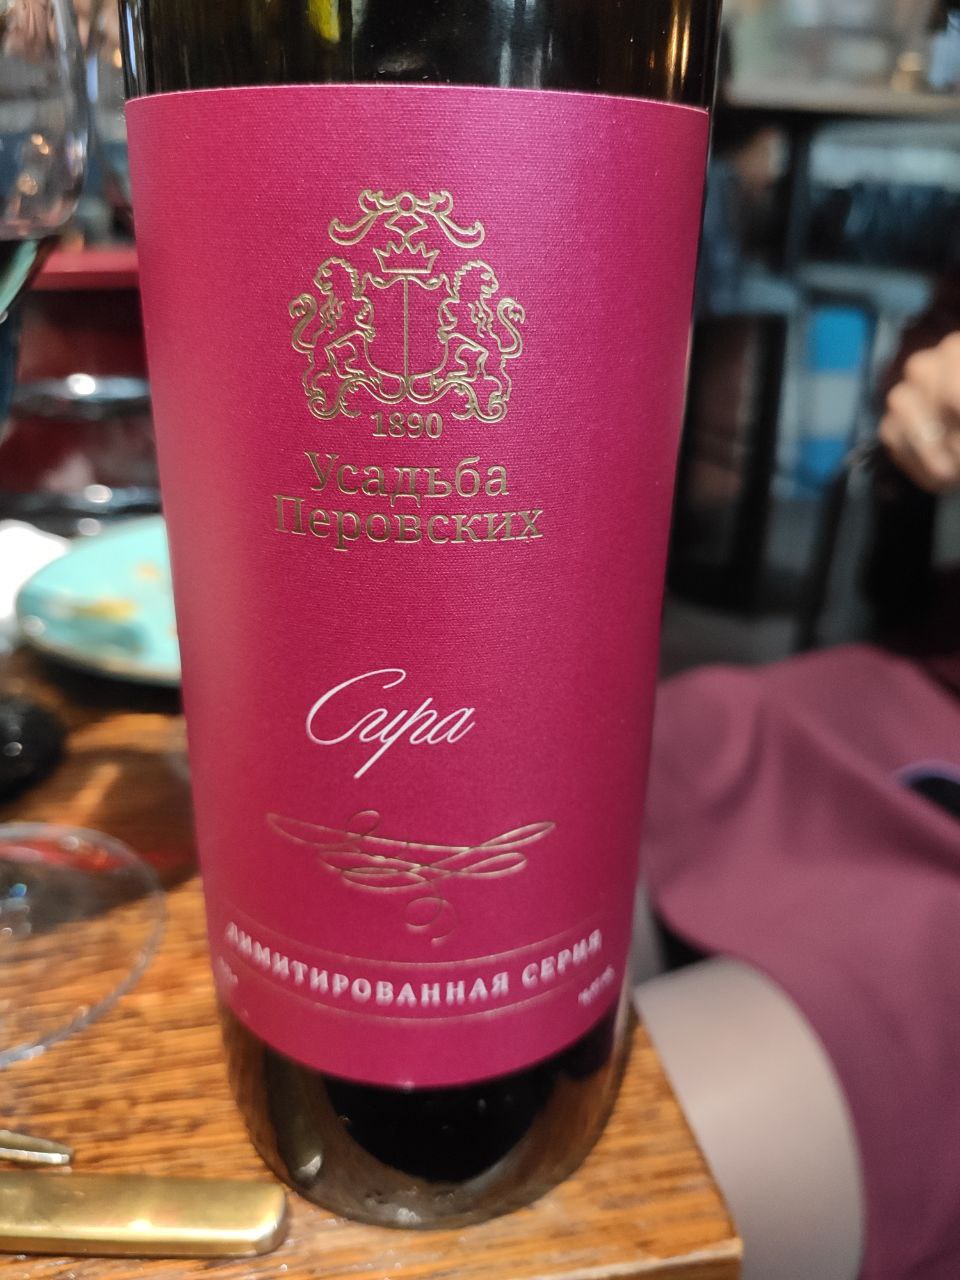 1890
Усадьба
Перовских
Сира
ЛИМИТИРОВАННАЯ СЕРИЯ